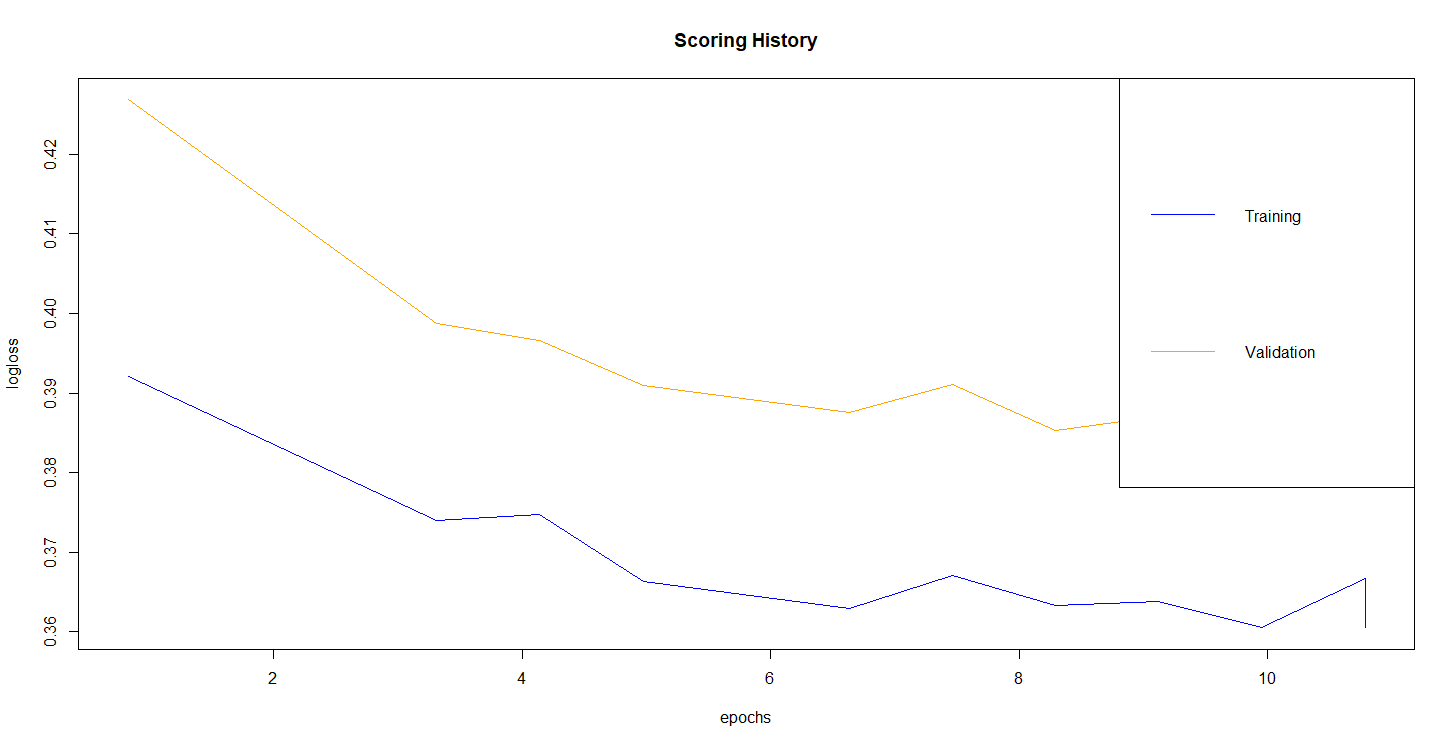 Scoring History
logloss
0.42
0.41
0.40
0.39
0.38
0.37
0.36
Training
Validation
2 4 6 8 10
epochs